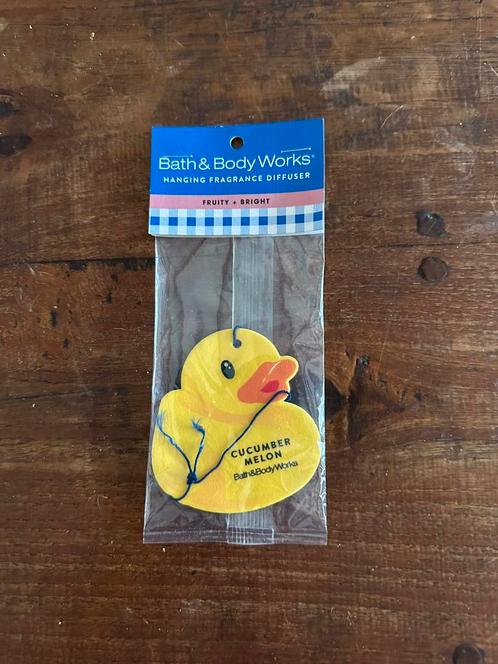 Bath & Body Works®
HANGING FRAGRANCE DIFFUSER
FRUITY + BRIGHT
CUCUMBER
MELON
Bath&BodyWorks